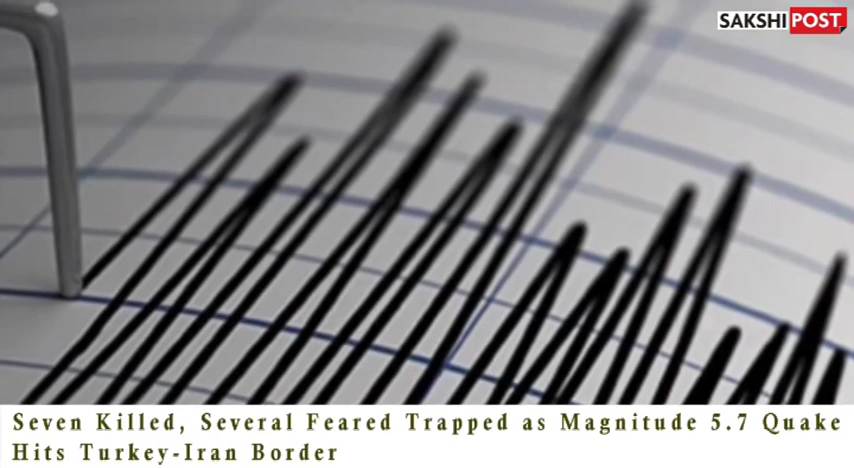 SAKSHI POST
Seven Killed, Several Feared Trapped as Magnitude 5.7 Quake
Hits Turkey-Iran Border